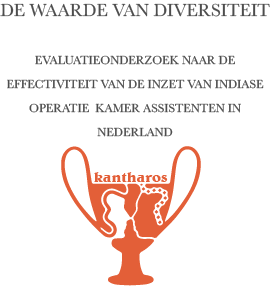 DE WAARDE VAN DIVERSITEIT
EVALUATIEONDERZOEK NAAR DE
EFFECTIVITEIT VAN DE INZET VAN INDIASE
OPERATIE KAMER ASSISTENTEN IN
NEDERLAND
kantharos